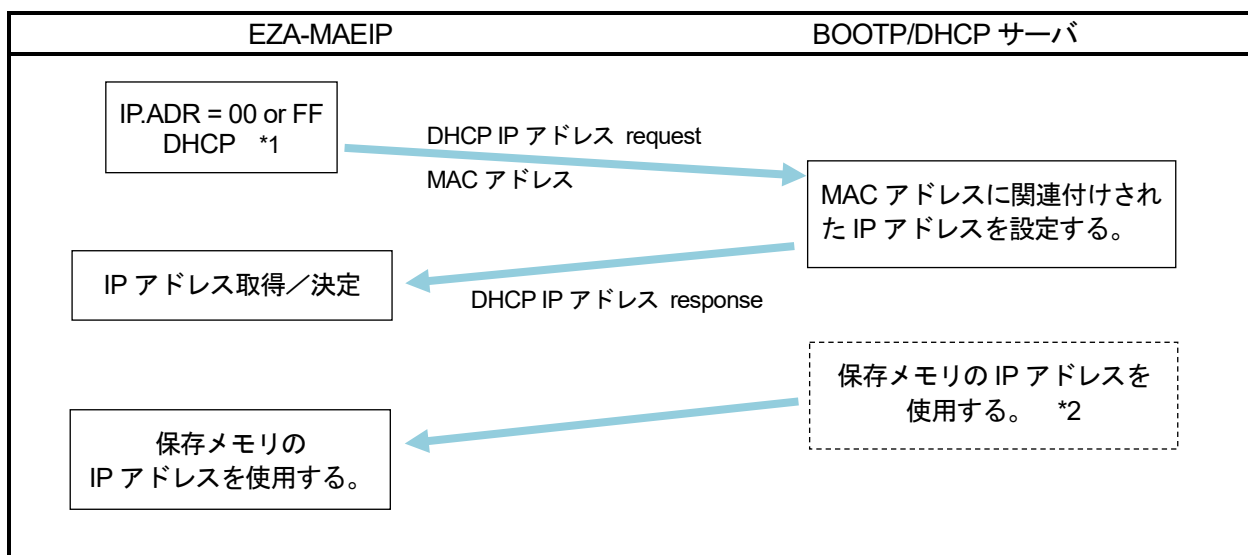 EZA-MAEIP
BOOTP/DHCP サーバ
IP.ADR = 00 or FF
DHCP *1
DHCP IP アドレス request
MAC アドレス
MAC アドレスに関連付けされ
た IP アドレスを設定する。
IP アドレス取得／決定
DHCP IP アドレス response
保存メモリの IP アドレスを
使用する。 *2
保存メモリの
IP アドレスを使用する。